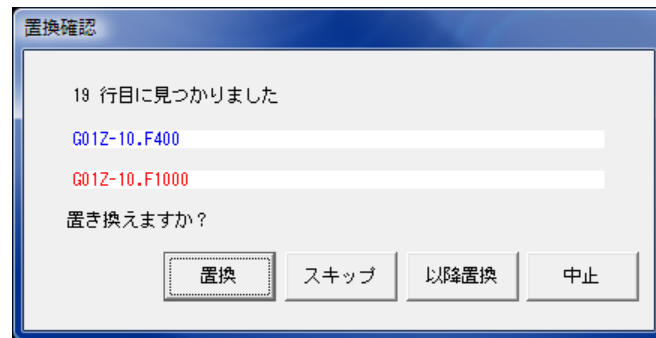 置換確認
19 行目に見つかりました
G01Z-10.F400
G01Z-10.F1000
置き換えますか？
置換 スキップ 以降置換 中止